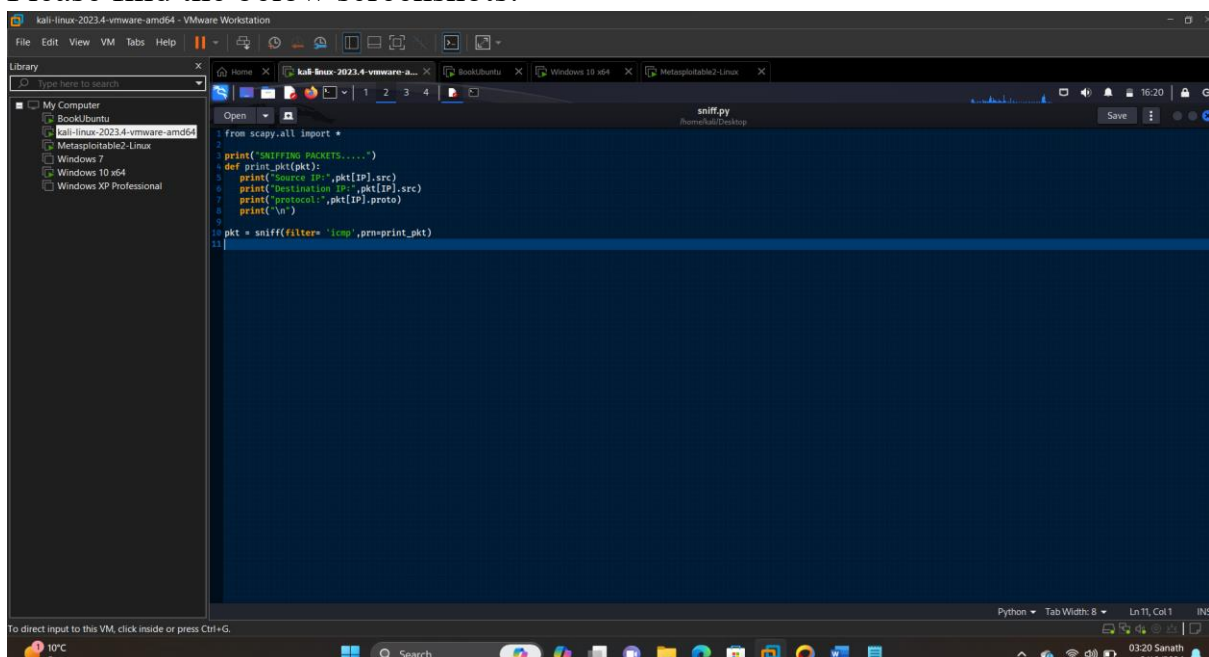 kali-linux-2023.4-vmware-amd64 - VMware Workstation
File Edit View VM Tabs Help
Library
Type here to search
My Computer
BookUbuntu
kali-linux-2023.4-vmware-amd64
Metasploitable2-Linux
Windows 7
Windows 10 x64
Windows XP Professional
Home kali-linux-2023.4-vmware-a... BookUbuntu Windows 10 x64 Metasploitable2-Linux
1 2 3 4 16:20
Open sniff.py Save
/home/kali/Desktop
1 from scapy.all import *
2
3 print("SNIFFING PACKETS.....")
4 def print_pkt(pkt):
5 print("Source IP:",pkt[IP].src)
6 print("Destination IP:",pkt[IP].src)
7 print("protocol:",pkt[IP].proto)
8 print("\n")
9
10 pkt = sniff(filter= 'icmp',prn=print_pkt)
11
Python Tab Width: 8 Ln 11, Col 1 INS
To direct input to this VM, click inside or press Ctrl+G.
1 10°C Search 03:20 Sanath